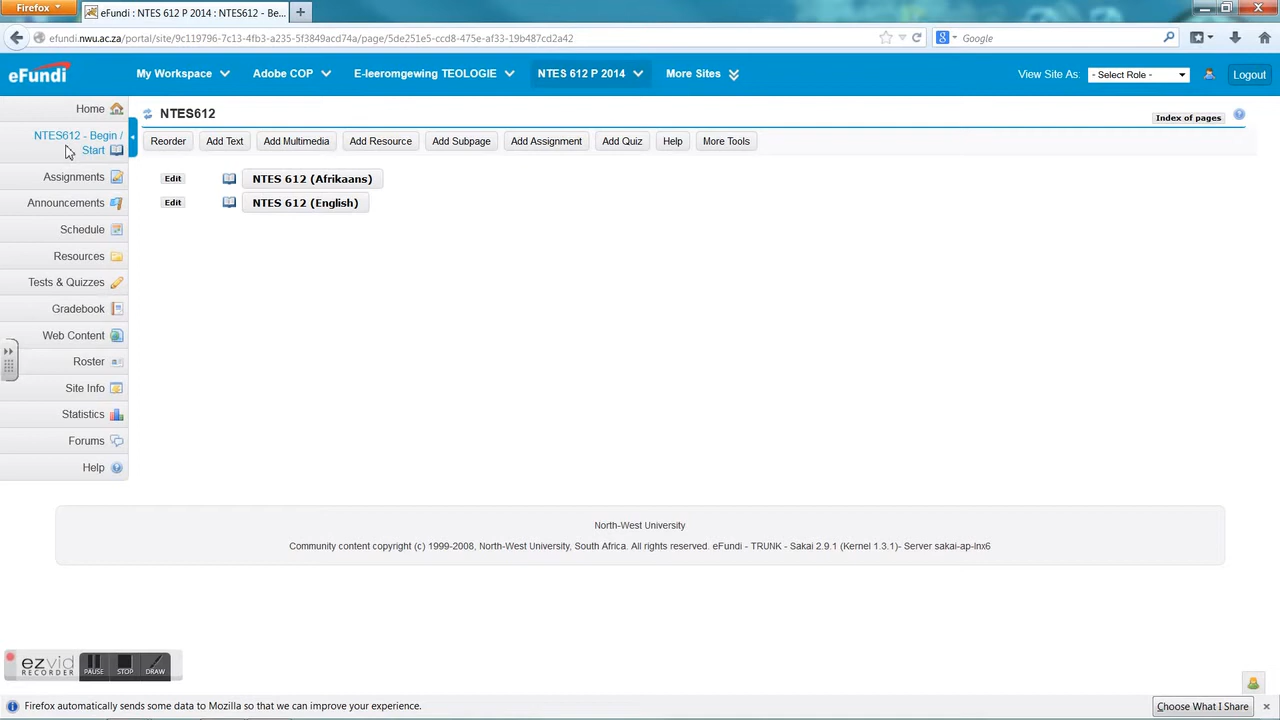 Firefox
eFundi : NTES 612 P 2014 : NTES612 - Be...
efundi.nwu.ac.za/portal/site/9c119796-7c13-4fb3-a235-5f3849acd74a/page/5de251e5-ccd8-475e-af33-19b487cd2a42
Google
eFundi
My Workspace
Adobe COP
E-leeromgewing TEOLOGIE
NTES 612 P 2014
More Sites
View Site As:
- Select Role -
Logout
Home
NTES612 - Begin /
Start
Assignments
Announcements
Schedule
Resources
Tests & Quizzes
Gradebook
Web Content
Roster
Site Info
Statistics
Forums
Help
NTES612
Index of pages
Reorder
Add Text
Add Multimedia
Add Resource
Add Subpage
Add Assignment
Add Quiz
Help
More Tools
Edit
NTES 612 (Afrikaans)
Edit
NTES 612 (English)
North-West University
Community content copyright (c) 1999-2008, North-West University, South Africa. All rights reserved. eFundi - TRUNK - Sakai 2.9.1 (Kernel 1.3.1)- Server sakai-ap-lnx6
ezvid
RECORDER
PAUSE
STOP
DRAW
Firefox automatically sends some data to Mozilla so that we can improve your experience.
Choose What I Share